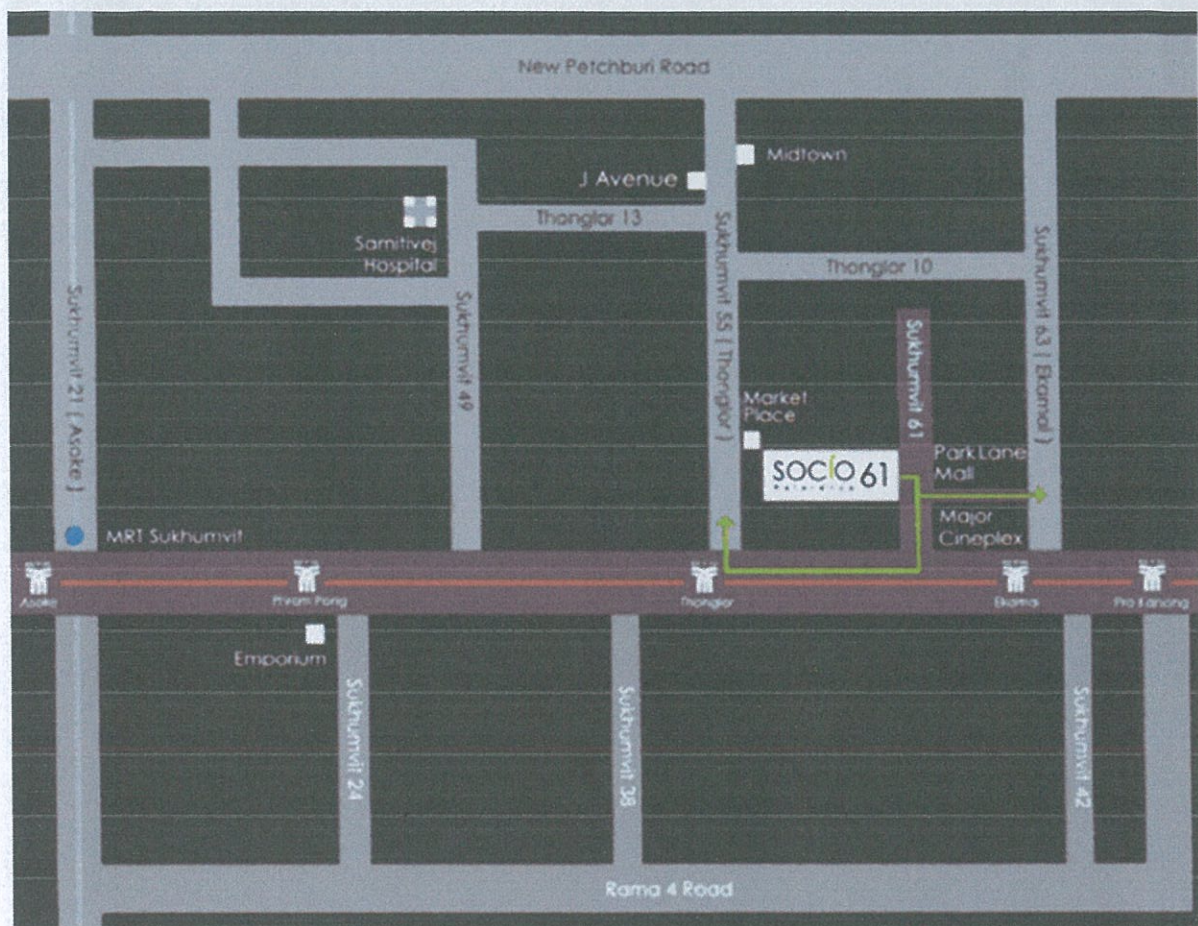 New Petchburi Road
Midtown
J Avenue
Thonglor 13
Samitivej
Hospital
Thonglor 10
Sukhumvit 21 ( Asoke )
Sukhumvit 49
Sukhumvit 55 ( Thonglor )
Sukhumvit 61
Sukhumvit 63 ( Ekamai )
Market
Place
SOCIO 61
Park Lane
Mall
Major
Cineplex
MRT Sukhumvit
Asoke
Phrom Pong
Thonglor
Ekamai
Pra Kanong
Emporium
Sukhumvit 24
Sukhumvit 38
Sukhumvit 42
Rama 4 Road